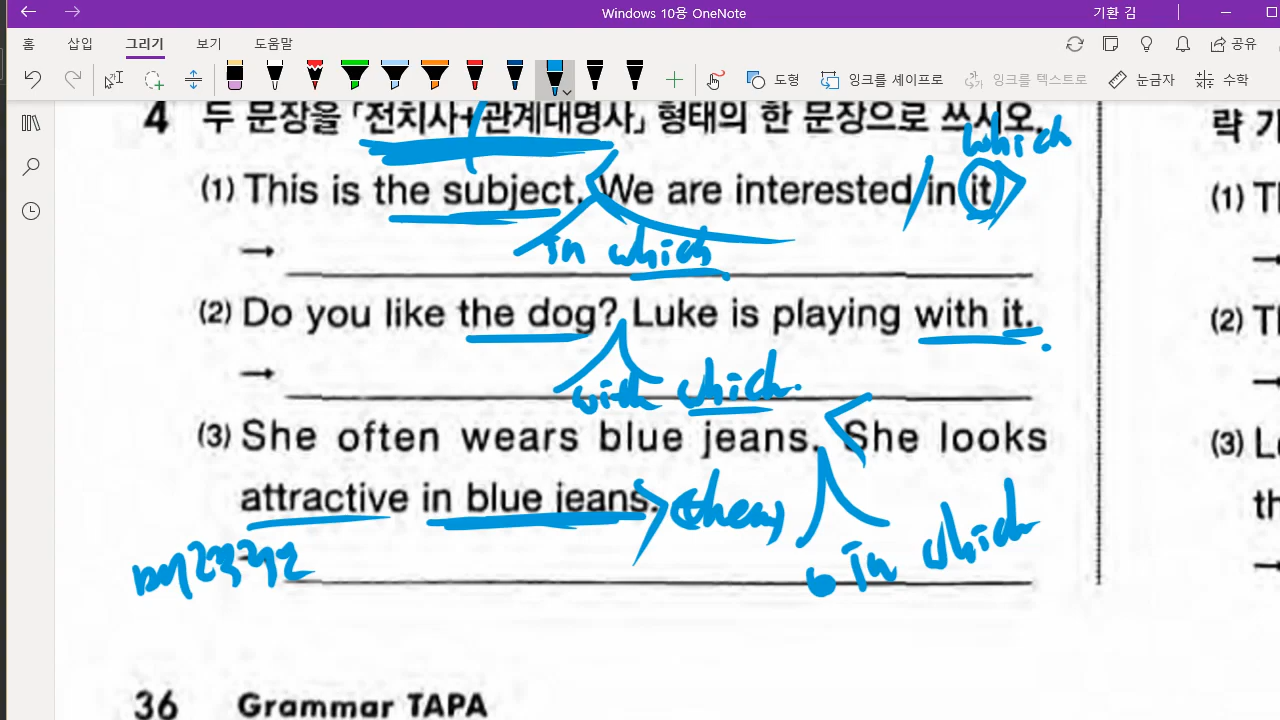 Windows 10용 OneNote
기환 김
홈 삽입 그리기 보기 도움말
공유
도형 잉크를 셰이프로 잉크를 텍스트로 눈금자 수학
4 두 문장을 「전치사+관계대명사」 형태의 한 문장으로 쓰시오.
which
(1) This is the subject. We are interested in it
→ in which
(2) Do you like the dog? Luke is playing with it.
→ with which.
(3) She often wears blue jeans. She looks
attractive in blue jeans.
in which
36 Grammar TAPA
략 기
(1) T
→
(2) T
→
(3) L
th
→